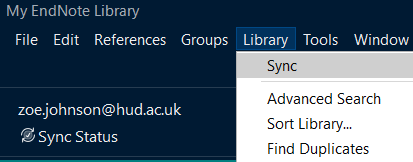 My EndNote Library
File Edit References Groups Library Tools Window
Sync
Advanced Search
zoe.johnson@hud.ac.uk
Sort Library...
Sync Status
Find Duplicates